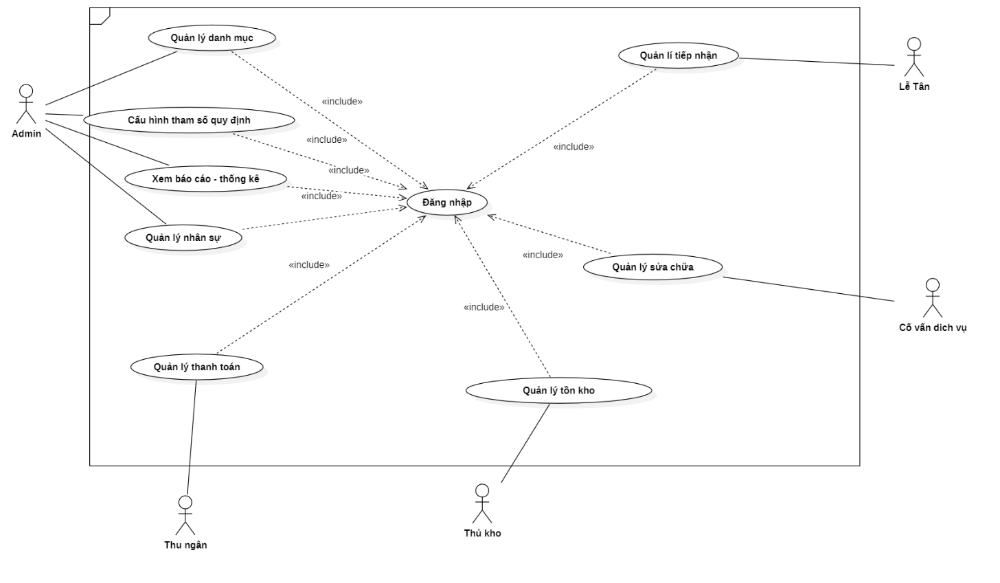 Quản lý danh mục
Quản lí tiếp nhận
Lễ Tân
«include»
Admin
Cấu hình tham số quy định
«include»
«include»
«include»
Xem báo cáo - thống kê
«include»
Đăng nhập
Quản lý nhân sự
«include»
«include»
Quản lý sửa chữa
«include»
Cố vấn dich vụ
Quản lý thanh toán
Quản lý tồn kho
Thủ kho
Thu ngân